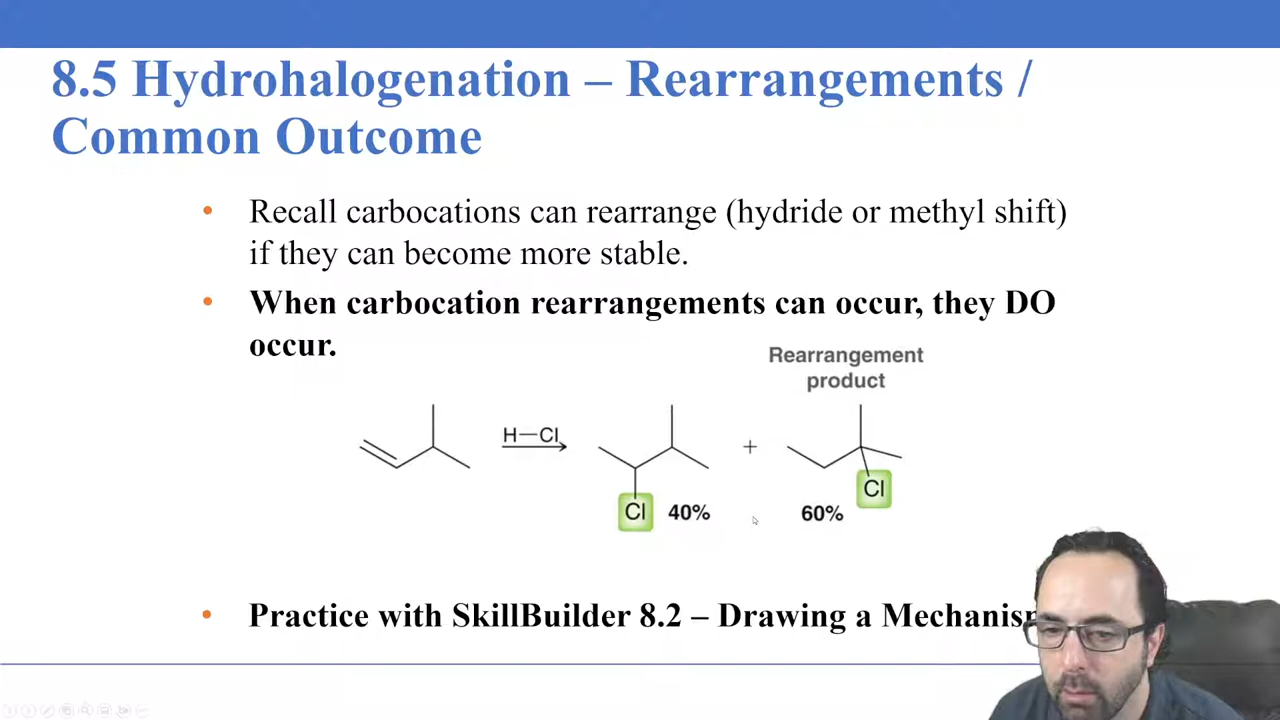 8.5 Hydrohalogenation – Rearrangements /
Common Outcome
• Recall carbocations can rearrange (hydride or methyl shift)
if they can become more stable.
• When carbocation rearrangements can occur, they DO
occur.
Rearrangement
product
H—Cl
+
Cl 40%
60% Cl
• Practice with SkillBuilder 8.2 – Drawing a